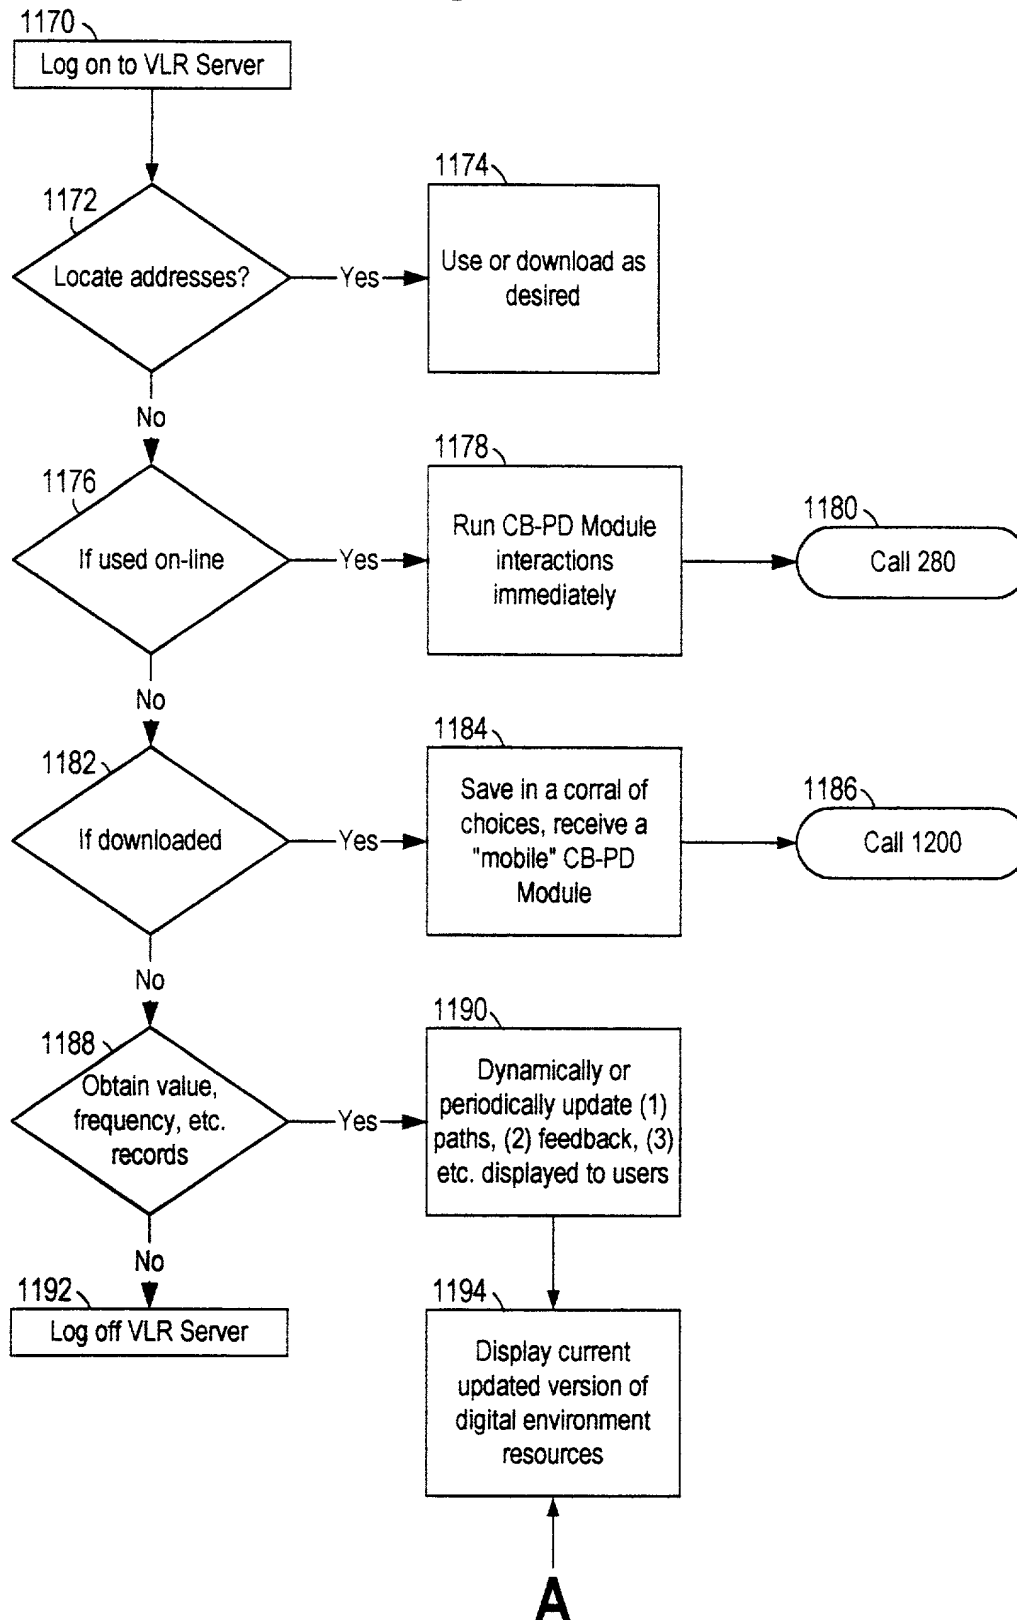 1170
Log on to VLR Server
1172
Locate addresses?
Yes
1174
Use or download as
desired
No
1176
If used on-line
Yes
1178
Run CB-PD Module
interactions
immediately
1180
Call 280
No
1182
If downloaded
Yes
1184
Save in a corral of
choices, receive a
"mobile" CB-PD
Module
1186
Call 1200
No
1188
Obtain value,
frequency, etc.
records
Yes
1190
Dynamically or
periodically update (1)
paths, (2) feedback, (3)
etc. displayed to users
No
1192
Log off VLR Server
1194
Display current
updated version of
digital environment
resources
A